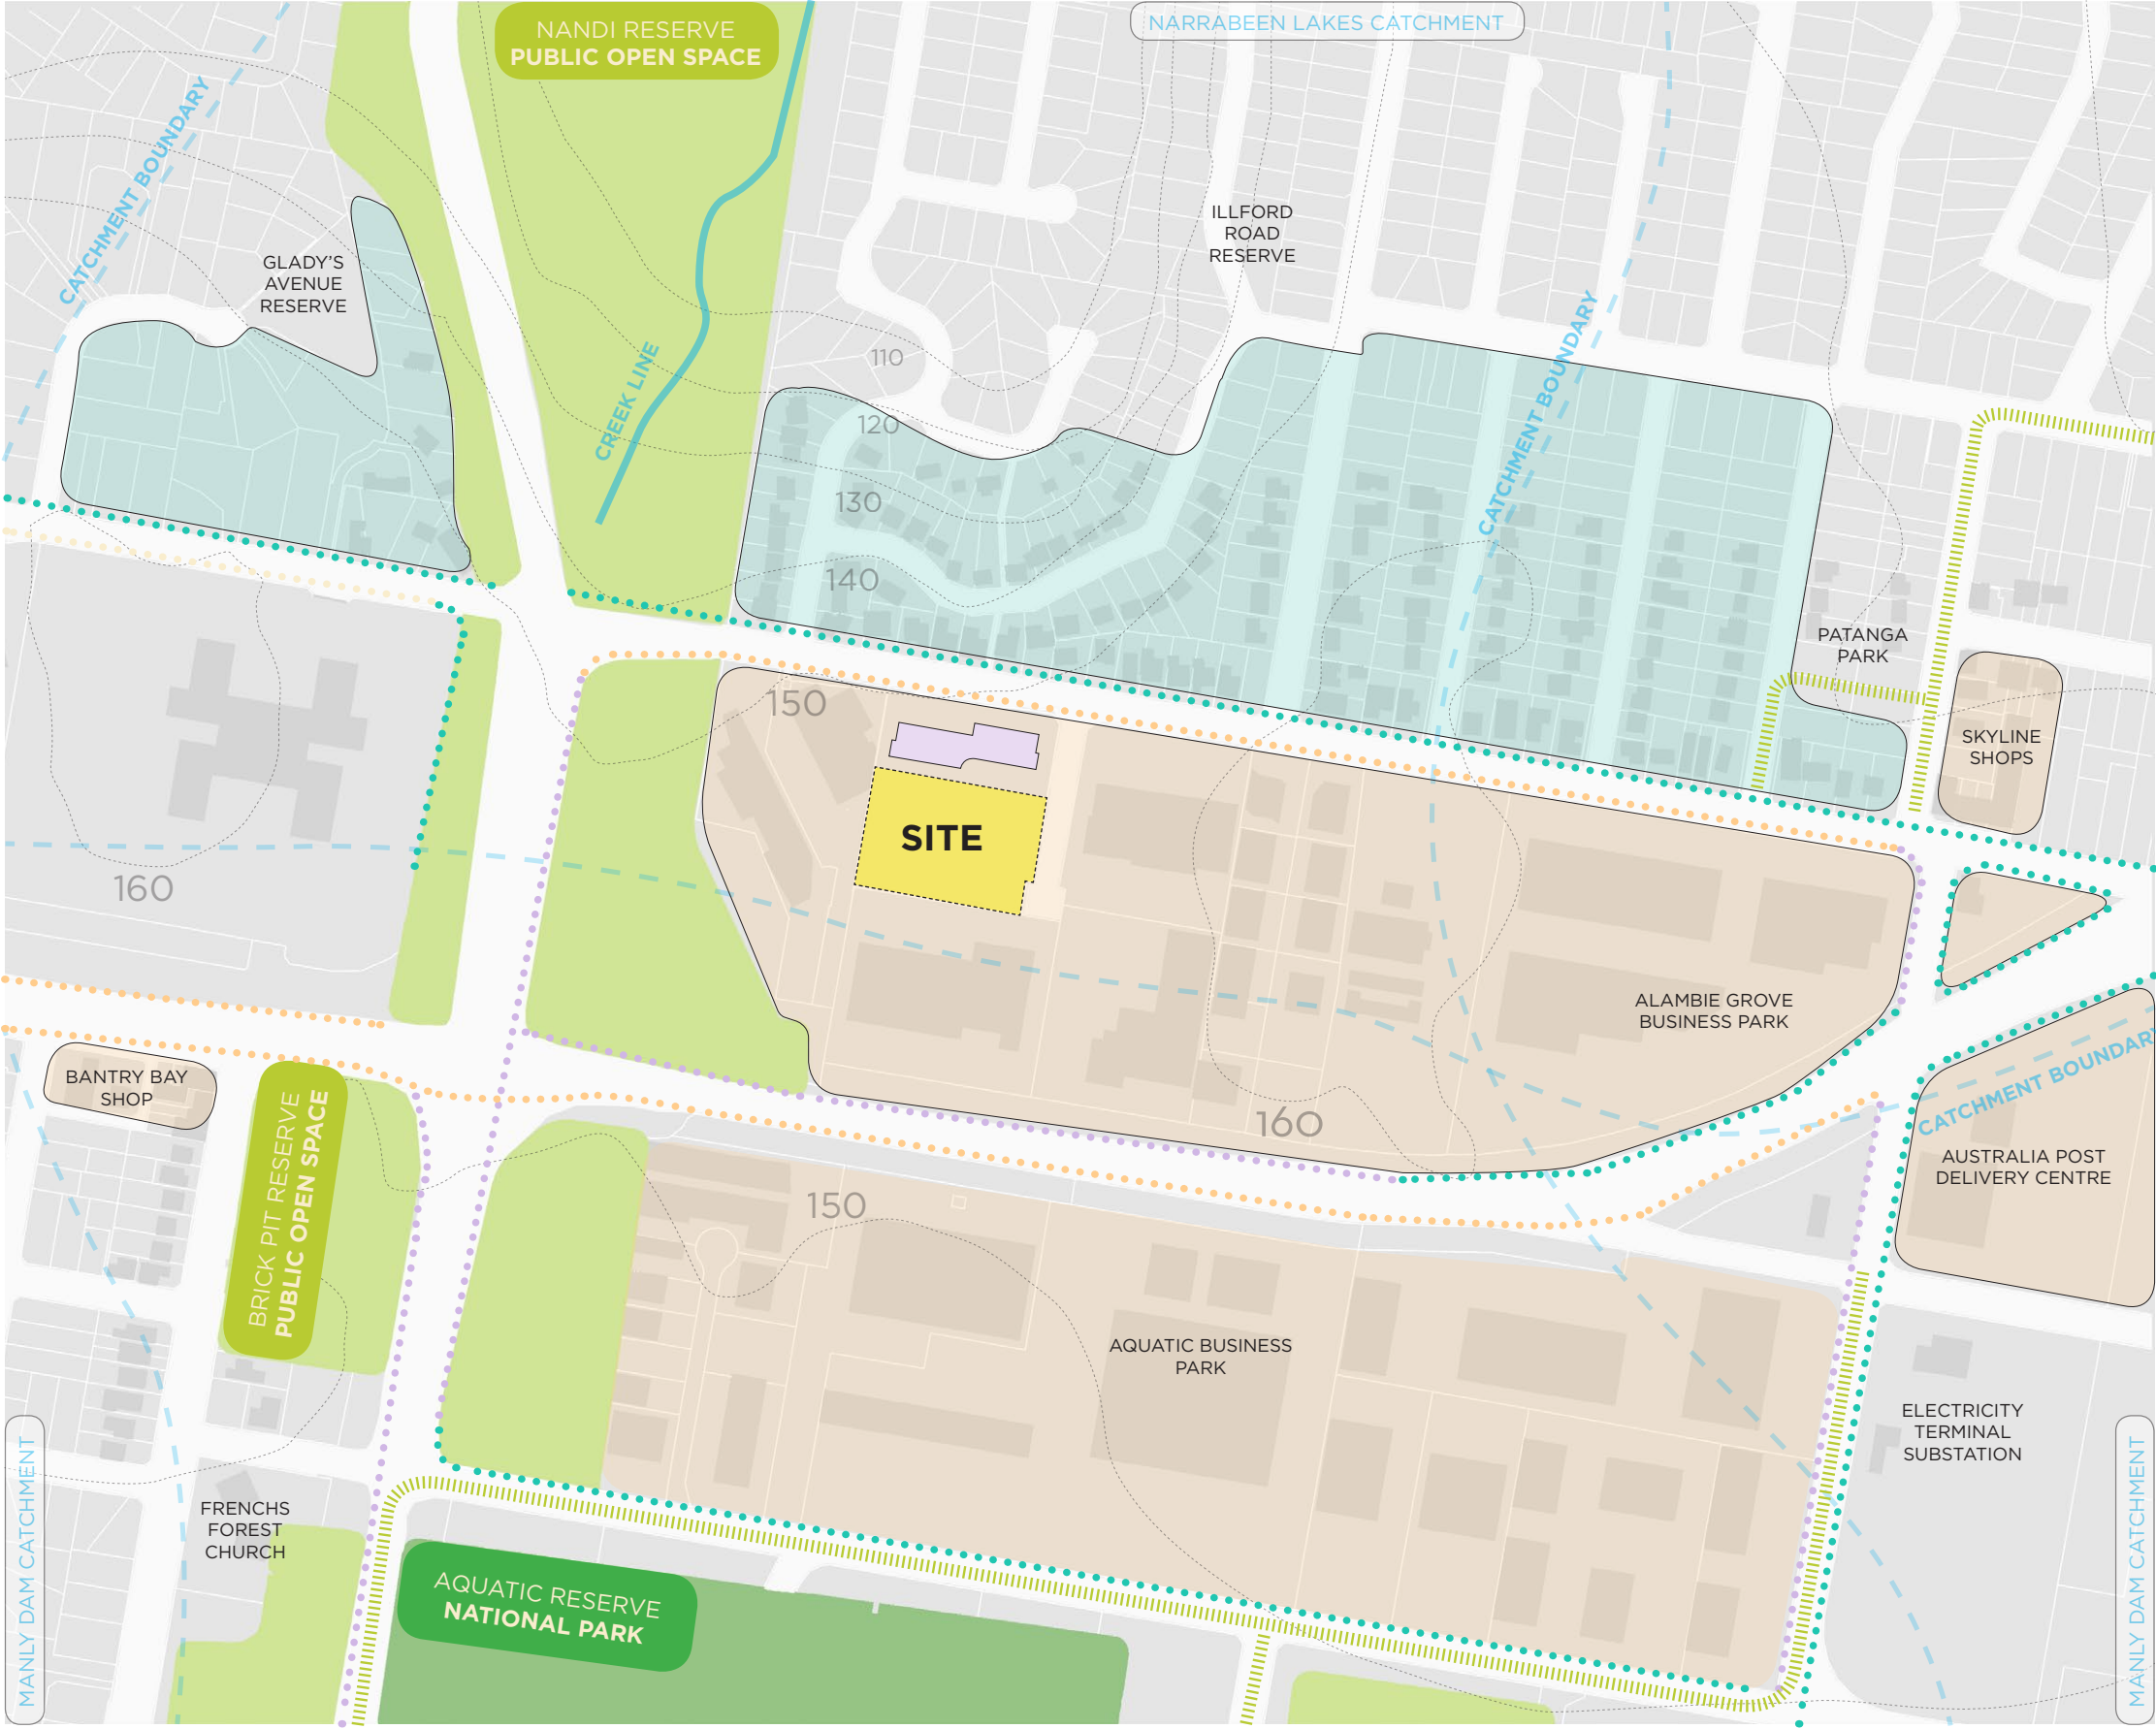 NANDI RESERVE
PUBLIC OPEN SPACE
NARRABEEN LAKES CATCHMENT
CATCHMENT BOUNDARY
GLADY'S
AVENUE
RESERVE
ILLFORD
ROAD
RESERVE
CREEK LINE
CATCHMENT BOUNDARY
110
120
130
140
150
PATANGA
PARK
SKYLINE
SHOPS
SITE
160
ALAMBIE GROVE
BUSINESS PARK
BANTRY BAY
SHOP
160
CATCHMENT BOUNDARY
BRICK PIT RESERVE
PUBLIC OPEN SPACE
AUSTRALIA POST
DELIVERY CENTRE
150
AQUATIC BUSINESS
PARK
ELECTRICITY
TERMINAL
SUBSTATION
FRENCHS
FOREST
CHURCH
AQUATIC RESERVE
NATIONAL PARK
MANLY DAM CATCHMENT
MANLY DAM CATCHMENT